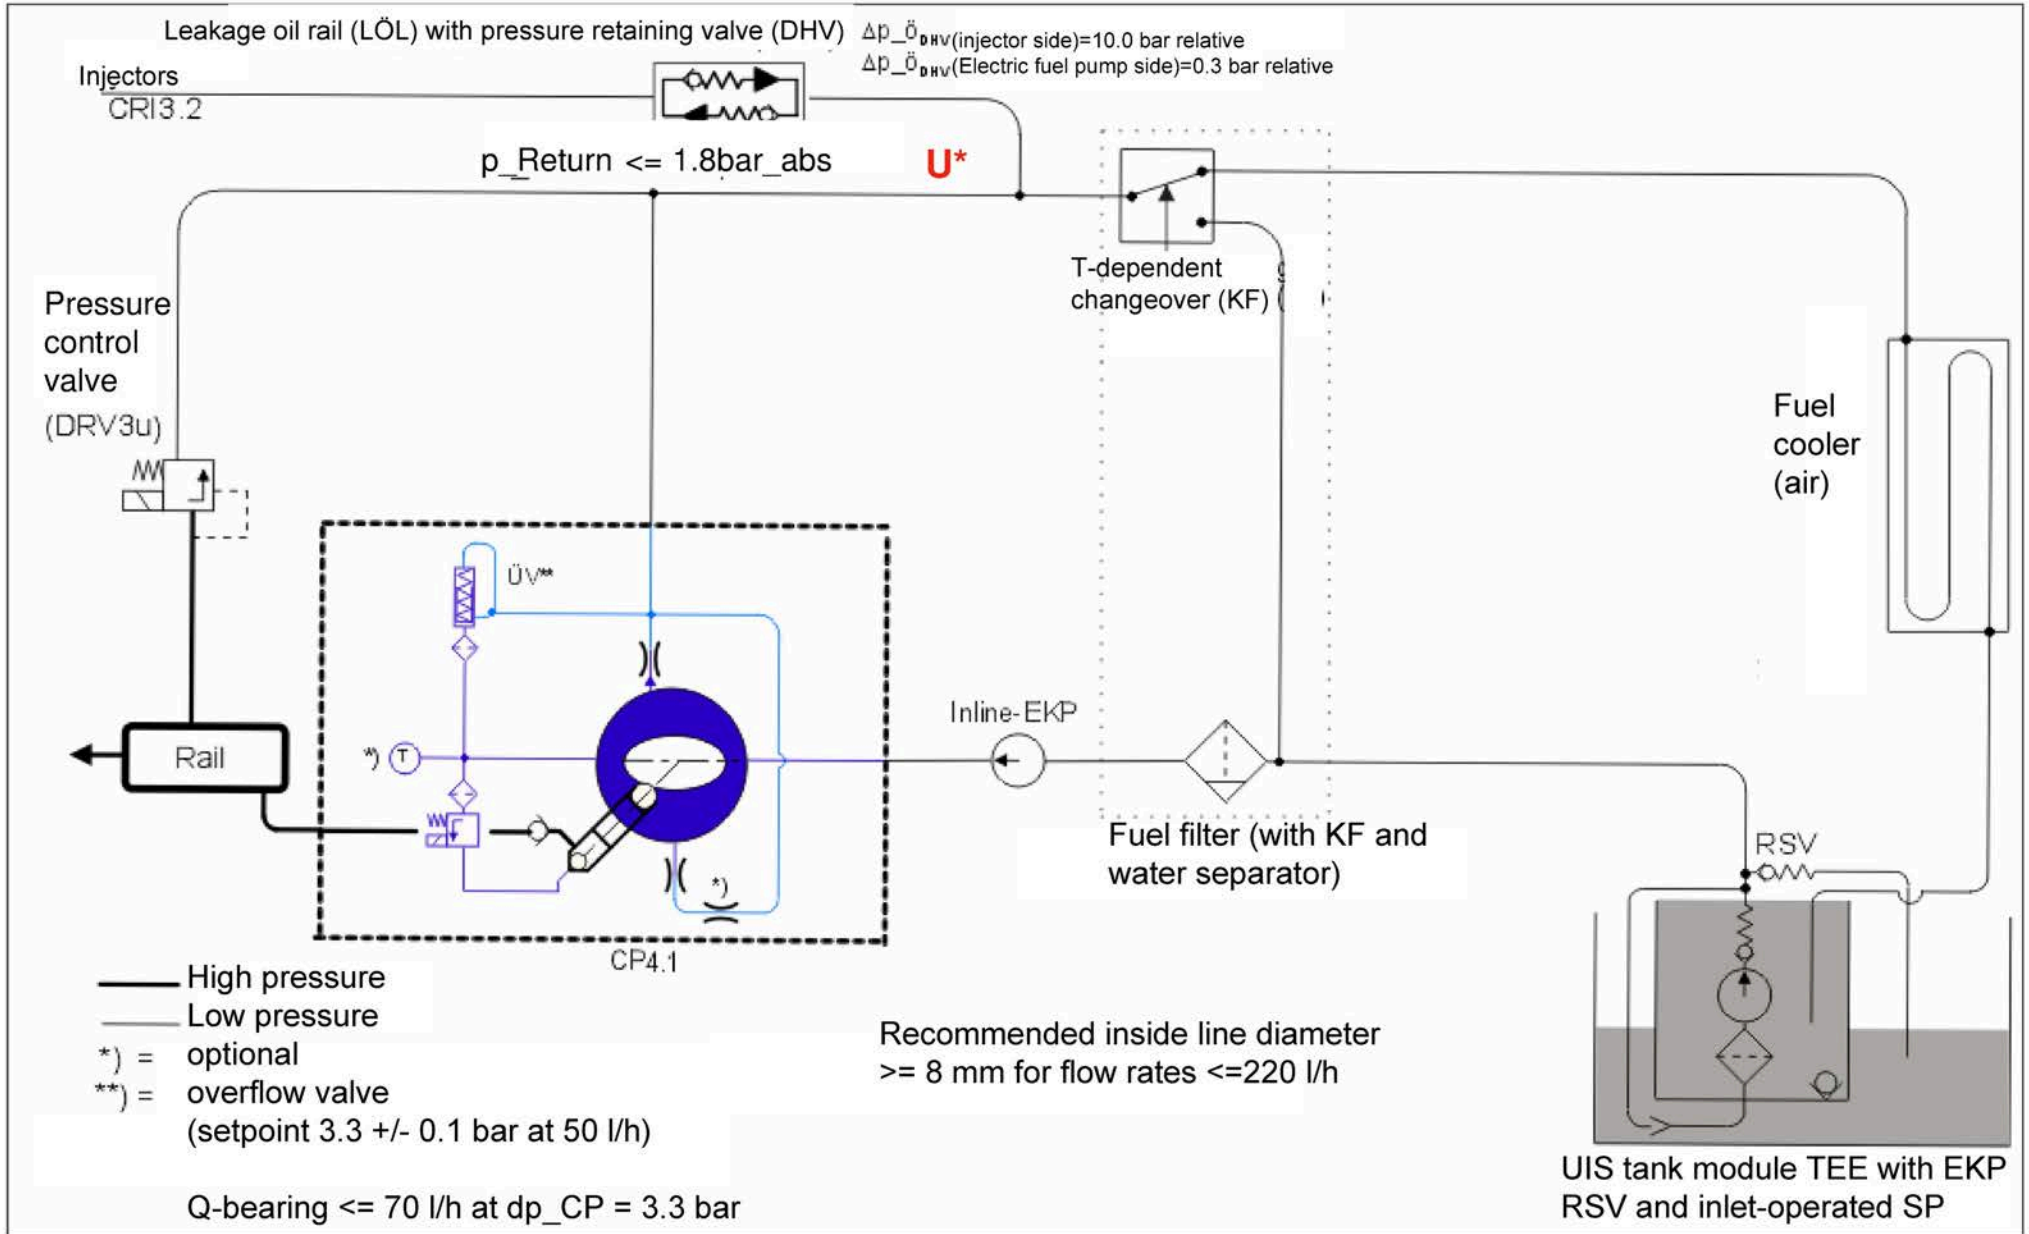 Leakage oil rail (LÖL) with pressure retaining valve (DHV)
Δp_ö DHV(injector side)=10.0 bar relative
Δp_ö DHV(Electric fuel pump side)=0.3 bar relative
Injectors
CRI3.2
p_Return <= 1.8bar_abs
U*
T-dependent
changeover (KF) (
Pressure
control
valve
(DRV3u)
Fuel
cooler
(air)
ÜV**
Inline-EKP
*) T
Rail
Fuel filter (with KF and
water separator)
RSV
*)
CP4.1
High pressure
Low pressure
*) = optional
**) = overflow valve
(setpoint 3.3 +/- 0.1 bar at 50 l/h)
Q-bearing <= 70 l/h at dp_CP = 3.3 bar
Recommended inside line diameter
>= 8 mm for flow rates <=220 l/h
UIS tank module TEE with EKP
RSV and inlet-operated SP